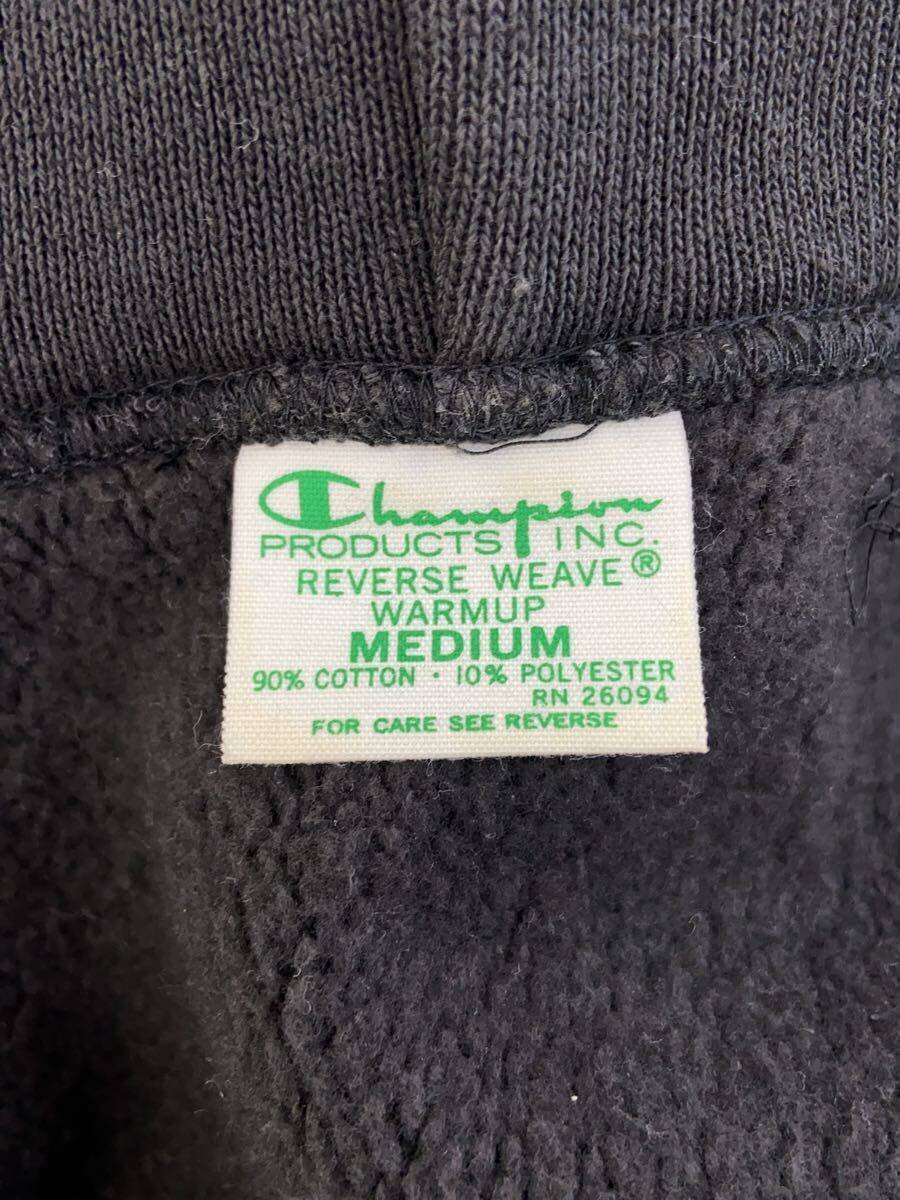 Champion
PRODUCTS INC.
REVERSE WEAVE®
WARMUP
MEDIUM
90% COTTON · 10% POLYESTER
RN 26094
FOR CARE SEE REVERSE